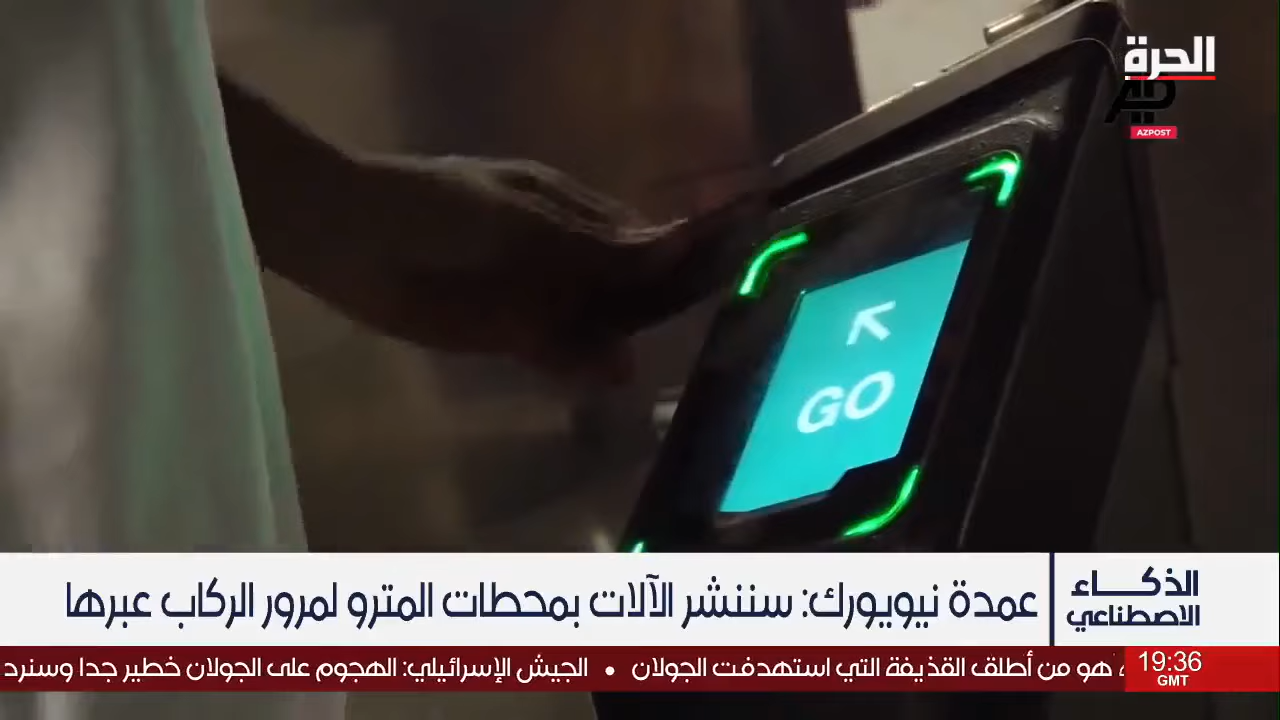 الحرة
AZPOST
GO
الذكاء
الاصطناعي
عمدة نيويورك: سننشر الآلات بمحطات المترو لمرور الركاب عبرها
هو من أطلق القذيفة التي استهدفت الجولان • الجيش الإسرائيلي: الهجوم على الجولان خطير جدا وسنرد
19:36
GMT